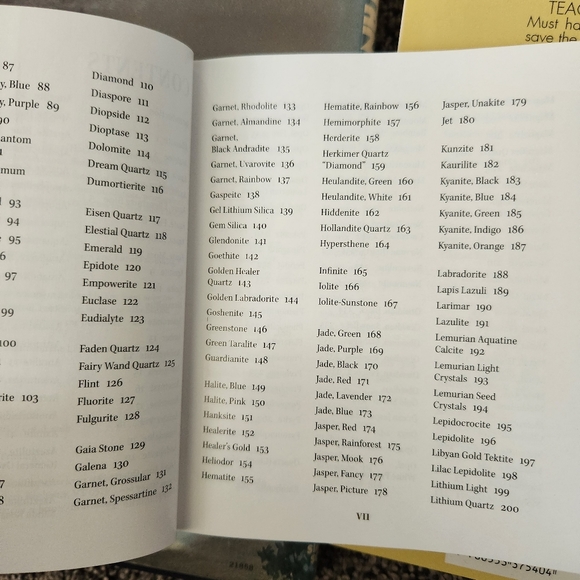 TEAC
Must ha
save the
87
y, Blue 88
y, Purple 89
90
antom
mum
93
94
e 95
97
99
100
rite 103
Diamond 110
Diaspore 111
Diopside 112
Dioptase 113
Dolomite 114
Dream Quartz 115
Dumortierite 116
Eisen Quartz 117
Elestial Quartz 118
Emerald 119
Epidote 120
Empowerite 121
Euclase 122
Eudialyte 123
Faden Quartz 124
Fairy Wand Quartz 125
Flint 126
Fluorite 127
Fulgurite 128
Gaia Stone 129
Galena 130
Garnet, Grossular 131
Garnet, Spessartine 132
Garnet, Rhodolite 133
Garnet, Almandine 134
Garnet,
Black Andradite 135
Garnet, Uvarovite 136
Garnet, Rainbow 137
Gaspeite 138
Gel Lithium Silica 139
Gem Silica 140
Glendonite 141
Goethite 142
Golden Healer
Quartz 143
Golden Labradorite 144
Goshenite 145
Greenstone 146
Green Taralite 147
Guardianite 148
Halite, Blue 149
Halite, Pink 150
Hanksite 151
Healerite 152
Healer's Gold 153
Heliodor 154
Hematite 155
Hematite, Rainbow 156
Hemimorphite 157
Herderite 158
Herkimer Quartz
"Diamond" 159
Heulandite, Green 160
Heulandite, White 161
Hiddenite 162
Hollandite Quartz 163
Hypersthene 164
Infinite 165
Iolite 166
Iolite-Sunstone 167
Jade, Green 168
Jade, Purple 169
Jade, Black 170
Jade, Red 171
Jade, Lavender 172
Jade, Blue 173
Jasper, Red 174
Jasper, Rainforest 175
Jasper, Mook 176
Jasper, Fancy 177
Jasper, Picture 178
Jasper, Unakite 179
Jet 180
Kunzite 181
Kaurilite 182
Kyanite, Black 183
Kyanite, Blue 184
Kyanite, Green 185
Kyanite, Indigo 186
Kyanite, Orange 187
Labradorite 188
Lapis Lazuli 189
Larimar 190
Lazulite 191
Lemurian Aquatine
Calcite 192
Lemurian Light
Crystals 193
Lemurian Seed
Crystals 194
Lepidocrocite 195
Lepidolite 196
Libyan Gold Tektite 197
Lilac Lepidolite 198
Lithium Light 199
Lithium Quartz 200
VII